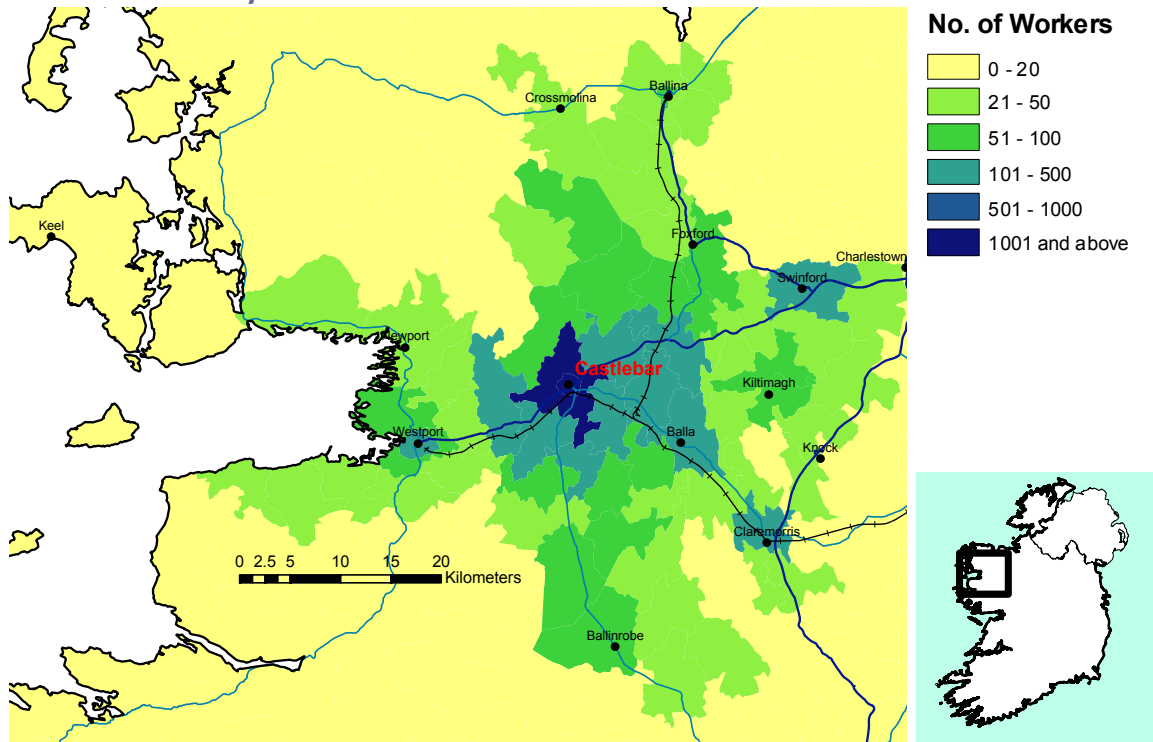 No. of Workers
0 - 20
21 - 50
51 - 100
101 - 500
501 - 1000
1001 and above
Ballina
Crossmolina
Keel
Foxford
Charlestown
Swinford
Newport
Castlebar
Kiltimagh
Westport
Balla
Knock
Claremorris
0 2.5 5 10 15 20
Kilometers
Ballinrobe